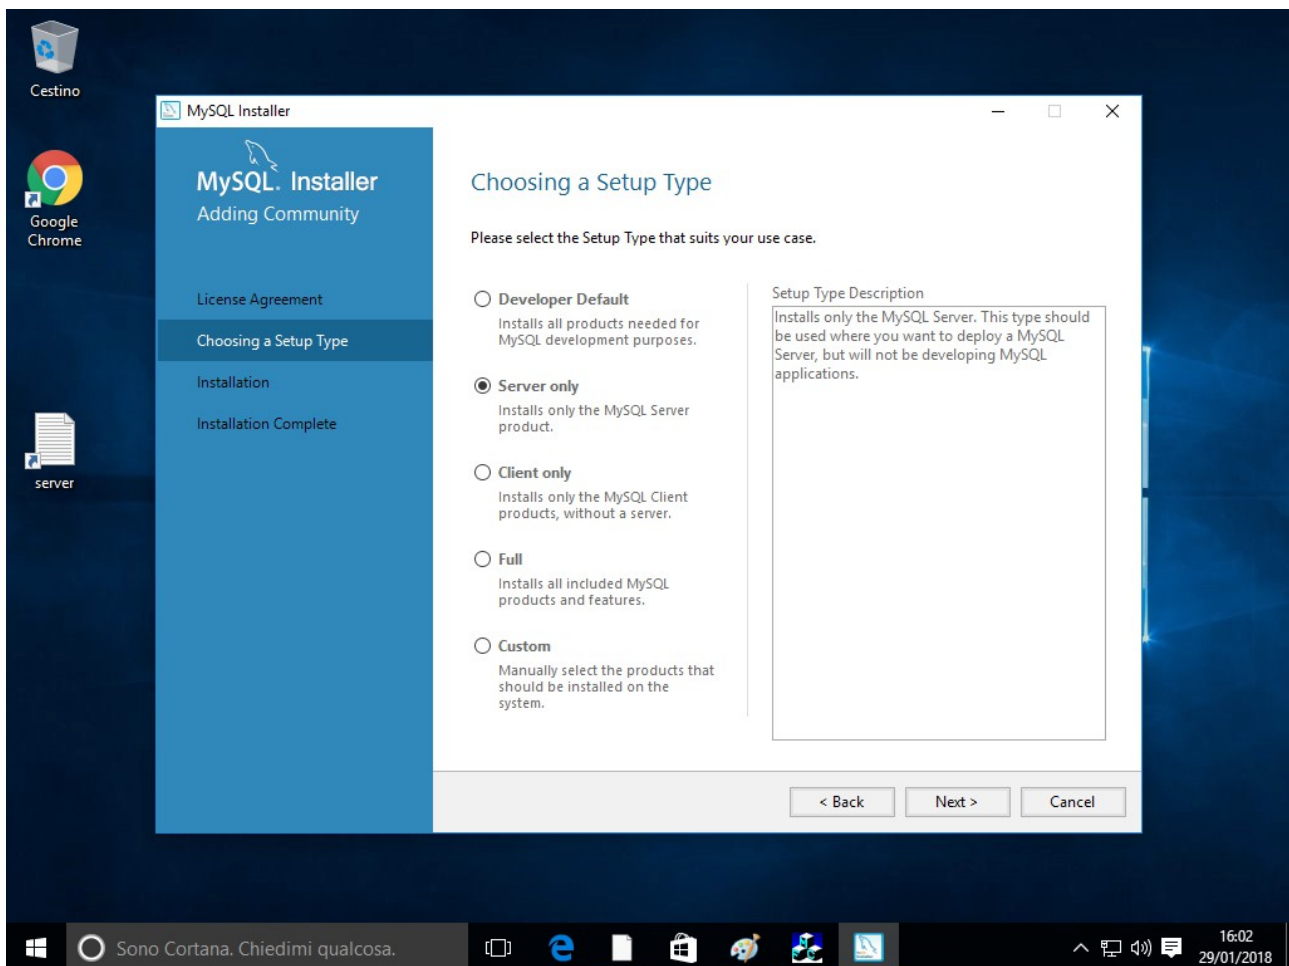 Cestino
Google
Chrome
server
MySQL Installer
MySQL. Installer
Adding Community
License Agreement
Choosing a Setup Type
Installation
Installation Complete
Choosing a Setup Type
Please select the Setup Type that suits your use case.
Developer Default
Installs all products needed for
MySQL development purposes.
Server only
Installs only the MySQL Server
product.
Client only
Installs only the MySQL Client
products, without a server.
Full
Installs all included MySQL
products and features.
Custom
Manually select the products that
should be installed on the
system.
Setup Type Description
Installs only the MySQL Server. This type should
be used where you want to deploy a MySQL
Server, but will not be developing MySQL
applications.
< Back
Next >
Cancel
Sono Cortana. Chiedimi qualcosa.
16:02
29/01/2018